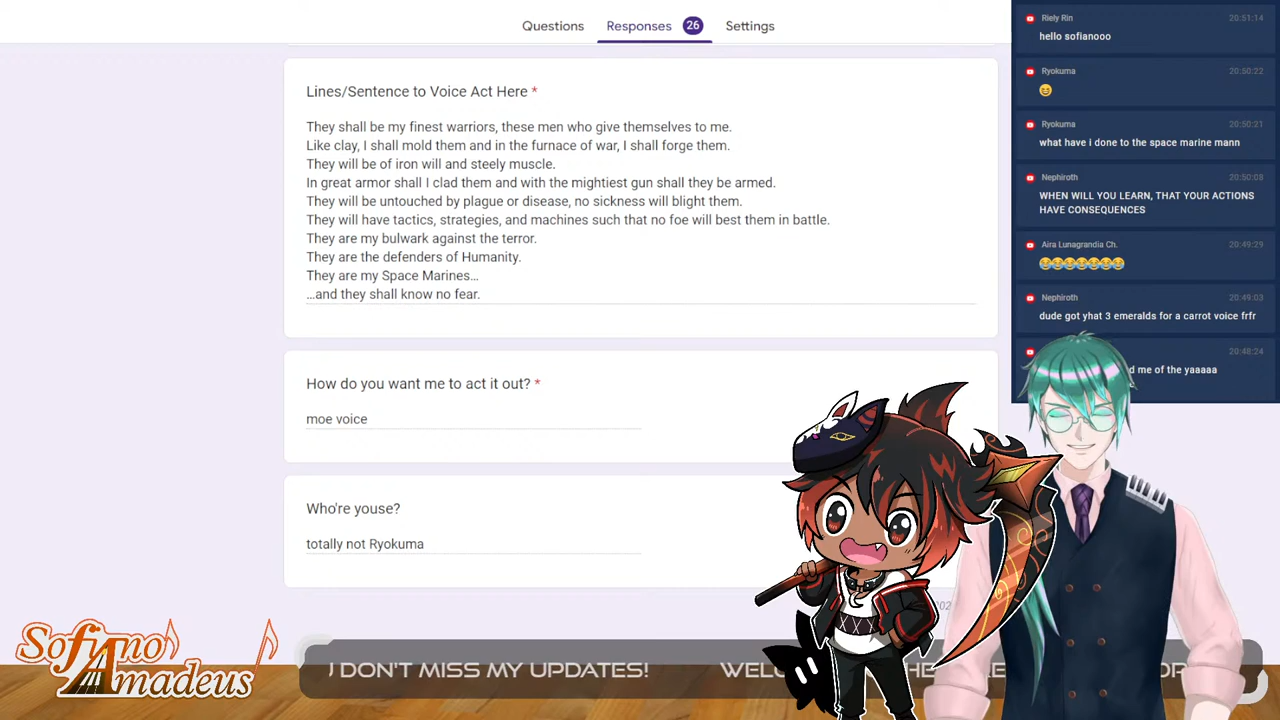 Questions
Responses 26
Settings
Lines/Sentence to Voice Act Here *
They shall be my finest warriors, these men who give themselves to me.
Like clay, I shall mold them and in the furnace of war, I shall forge them.
They will be of iron will and steely muscle.
In great armor shall I clad them and with the mightiest gun shall they be armed.
They will be untouched by plague or disease, no sickness will blight them.
They will have tactics, strategies, and machines such that no foe will best them in battle.
They are my bulwark against the terror.
They are the defenders of Humanity.
They are my Space Marines…
…and they shall know no fear.
How do you want me to act it out? *
moe voice
Who're youse?
totally not Ryokuma
Riely Rin 20:51:14
hello sofianooo
Ryokuma 20:50:22
Ryokuma 20:50:21
what have i done to the space marine mann
Nephiroth 20:50:08
WHEN WILL YOU LEARN, THAT YOUR ACTIONS
HAVE CONSEQUENCES
Aira Lunagrandia Ch. 20:49:29
😂😂😂😂😂😂😂
Nephiroth 20:49:03
dude got yhat 3 emeralds for a carrot voice frfr
20:48:24
me of the yaaaa
Sofiano
Amadeus
U DON'T MISS MY UPDATES!